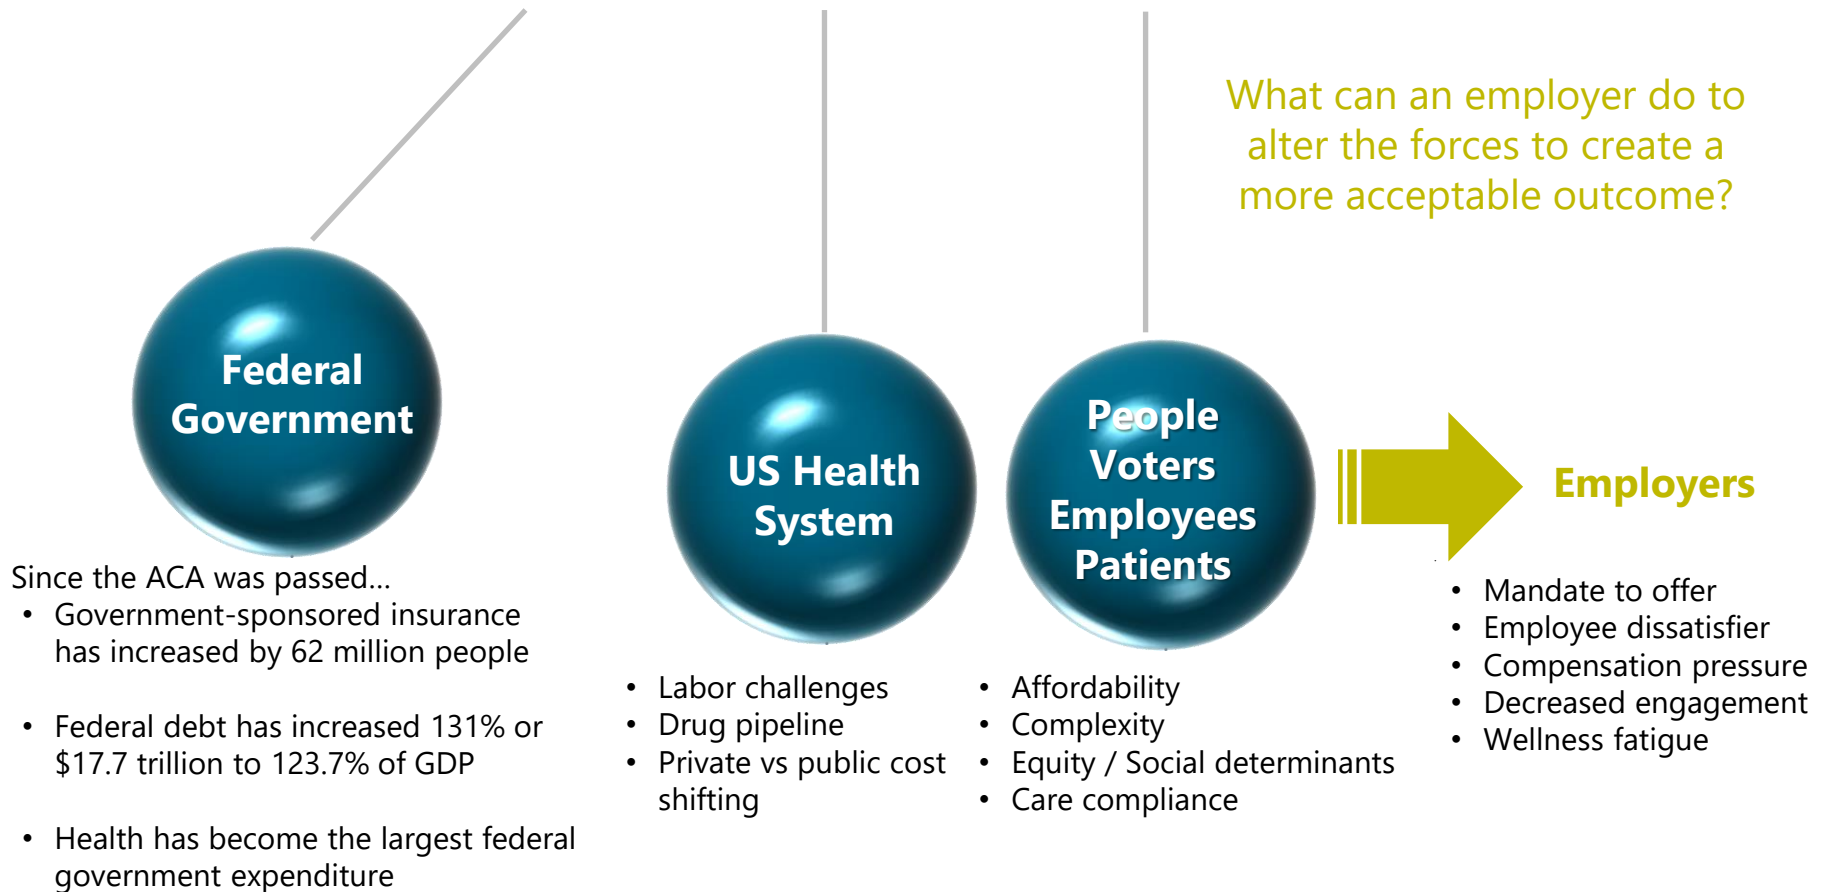 What can an employer do to
alter the forces to create a
more acceptable outcome?
Federal
Government
Since the ACA was passed...
• Government-sponsored insurance
has increased by 62 million people
• Federal debt has increased 131% or
$17.7 trillion to 123.7% of GDP
• Health has become the largest federal
government expenditure
US Health
System
• Labor challenges
• Drug pipeline
• Private vs public cost
shifting
People
Voters
Employees
Patients
• Affordability
• Complexity
• Equity / Social determinants
• Care compliance
Employers
• Mandate to offer
• Employee dissatisfier
• Compensation pressure
• Decreased engagement
• Wellness fatigue